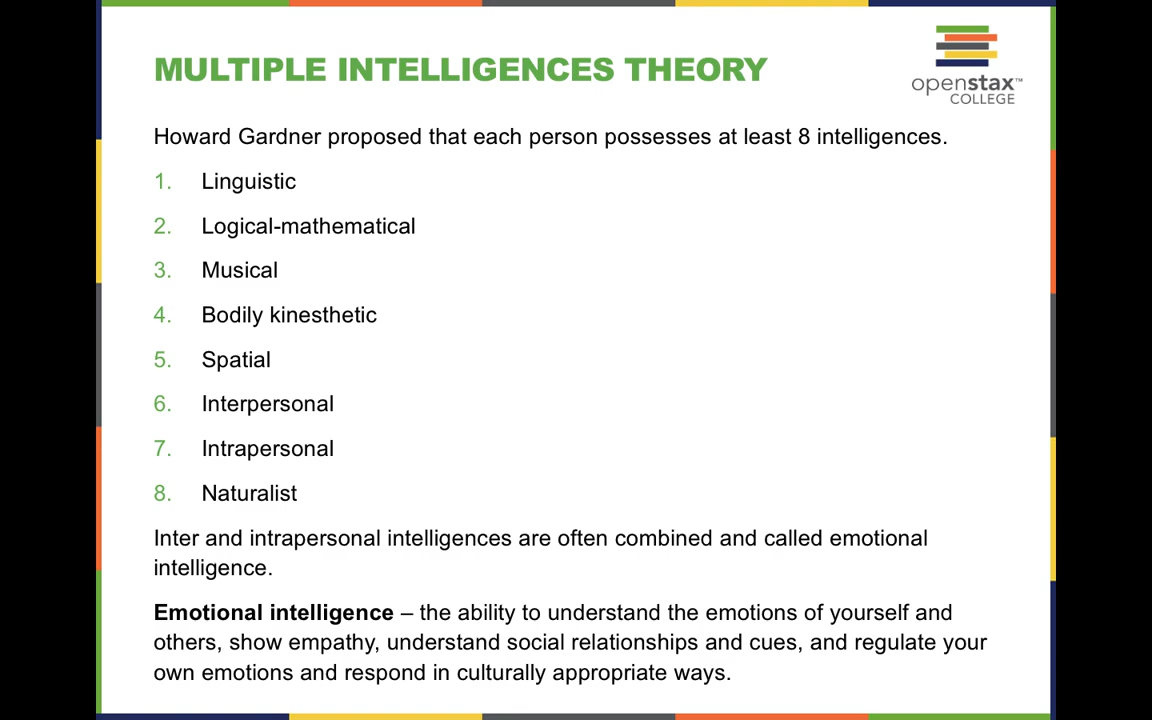 MULTIPLE INTELLIGENCES THEORY
openstax™
COLLEGE
Howard Gardner proposed that each person possesses at least 8 intelligences.
1. Linguistic
2. Logical-mathematical
3. Musical
4. Bodily kinesthetic
5. Spatial
6. Interpersonal
7. Intrapersonal
8. Naturalist
Inter and intrapersonal intelligences are often combined and called emotional
intelligence.
Emotional intelligence – the ability to understand the emotions of yourself and
others, show empathy, understand social relationships and cues, and regulate your
own emotions and respond in culturally appropriate ways.